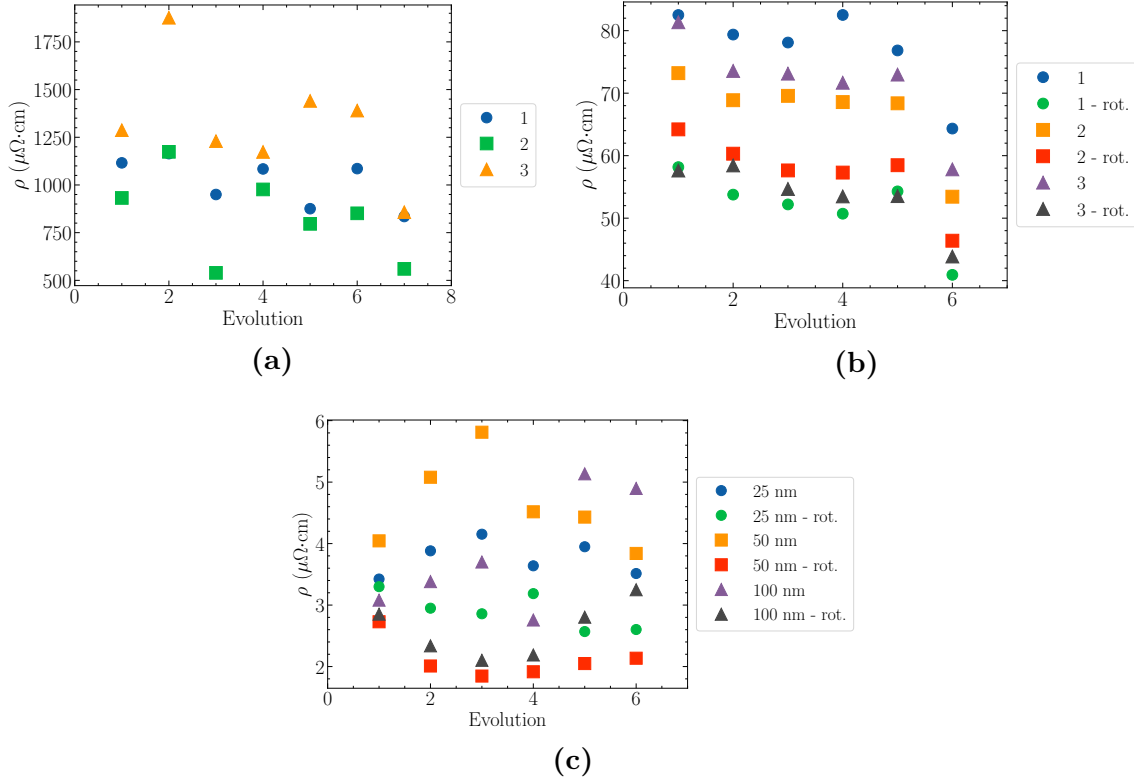 1750
1500
1250
1000
750
500
ρ (μΩ·cm)
0 2 4 6 8
Evolution
1
2
3
(a)
80
70
60
50
40
ρ (μΩ·cm)
0 2 4 6
Evolution
1
1 - rot.
2
2 - rot.
3
3 - rot.
(b)
6
5
4
3
2
ρ (μΩ·cm)
0 2 4 6
Evolution
25 nm
25 nm - rot.
50 nm
50 nm - rot.
100 nm
100 nm - rot.
(c)